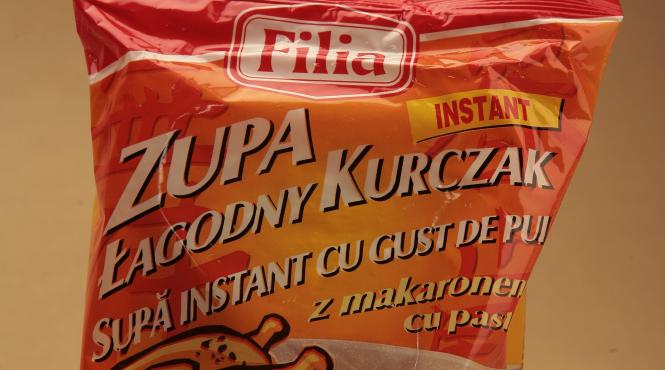 Filia
INSTANT
ZUPA
ŁAGODNY KURCZAK
SUPĂ INSTANT CU GUST DE PUI
z makaronem
cu past